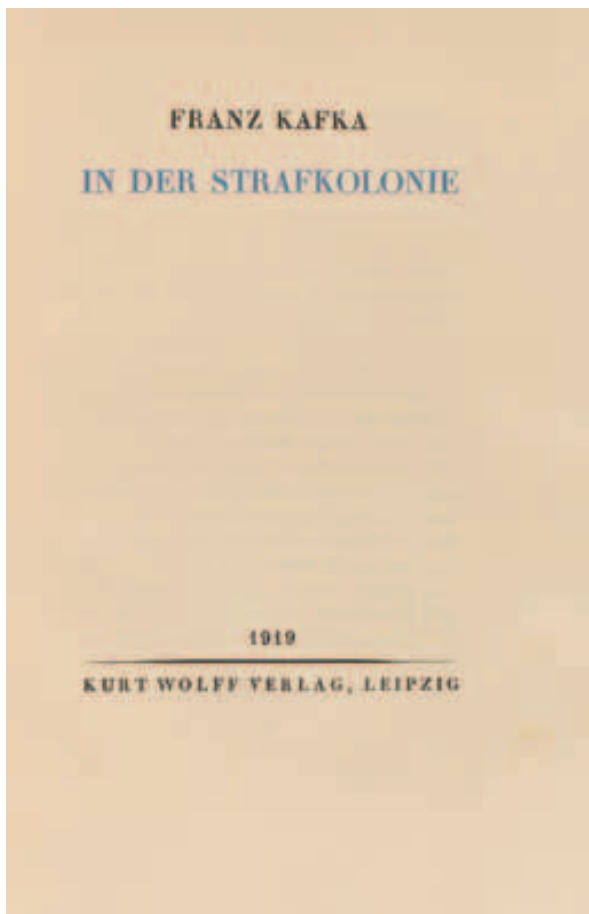 FRANZ KAFKA
IN DER STRAFKOLONIE
1919
KURT WOLFF VERLAG, LEIPZIG